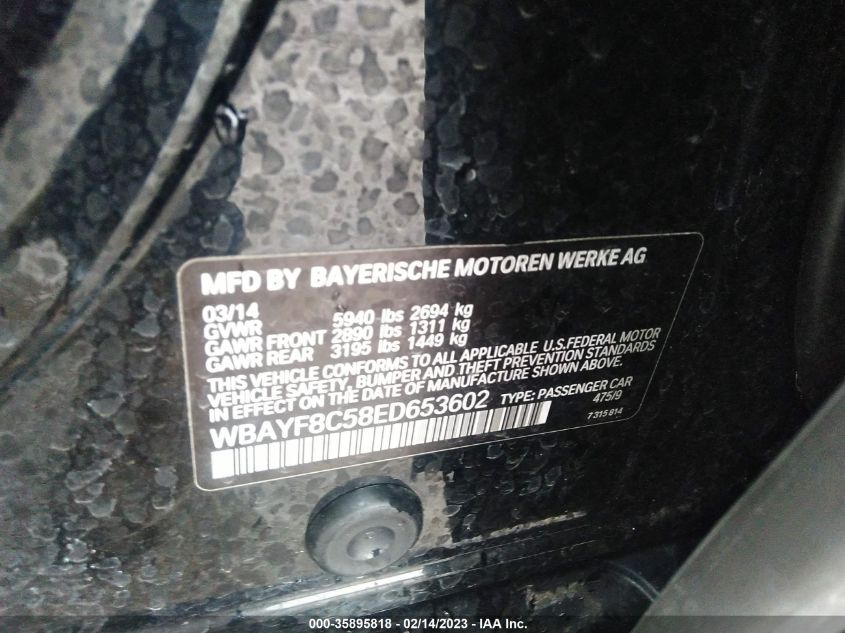 MFD BY BAYERISCHE MOTOREN WERKE AG
03/14
GVWR 5940 lbs 2694 kg
GAWR FRONT 2890 lbs 1311 kg
GAWR REAR 3195 lbs 1449 kg
THIS VEHICLE CONFORMS TO ALL APPLICABLE U.S.FEDERAL MOTOR
VEHICLE SAFETY, BUMPER AND THEFT PREVENTION STANDARDS
IN EFFECT ON THE DATE OF MANUFACTURE SHOWN ABOVE.
WBAYF8C58ED653602 TYPE: PASSENGER CAR
475/9
7315814
000-35895818 - 02/14/2023 - IAA Inc.